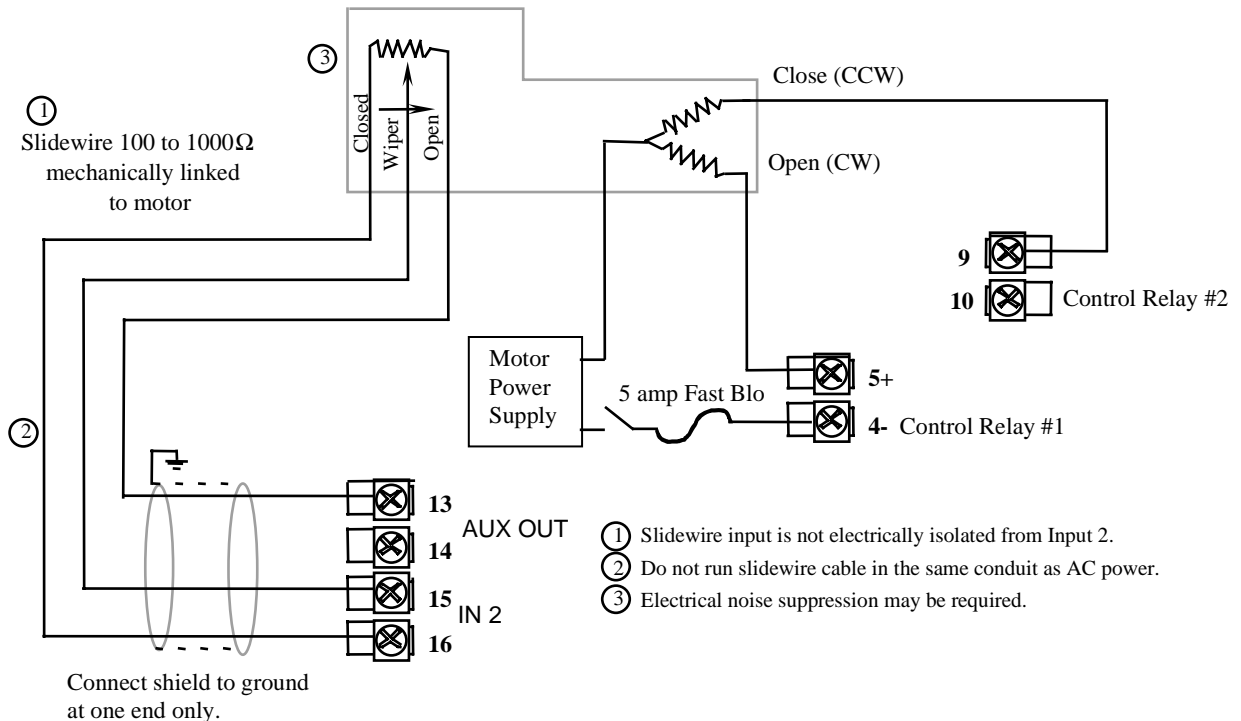 3
Close (CCW)
1
Slidewire 100 to 1000Ω
mechanically linked
to motor
Closed
Wiper
Open
Open (CW)
9
10 Control Relay #2
Motor
Power
Supply
5 amp Fast Blo
5+
4- Control Relay #1
2
13
AUX OUT
14
15
IN 2
16
1 Slidewire input is not electrically isolated from Input 2.
2 Do not run slidewire cable in the same conduit as AC power.
3 Electrical noise suppression may be required.
Connect shield to ground
at one end only.